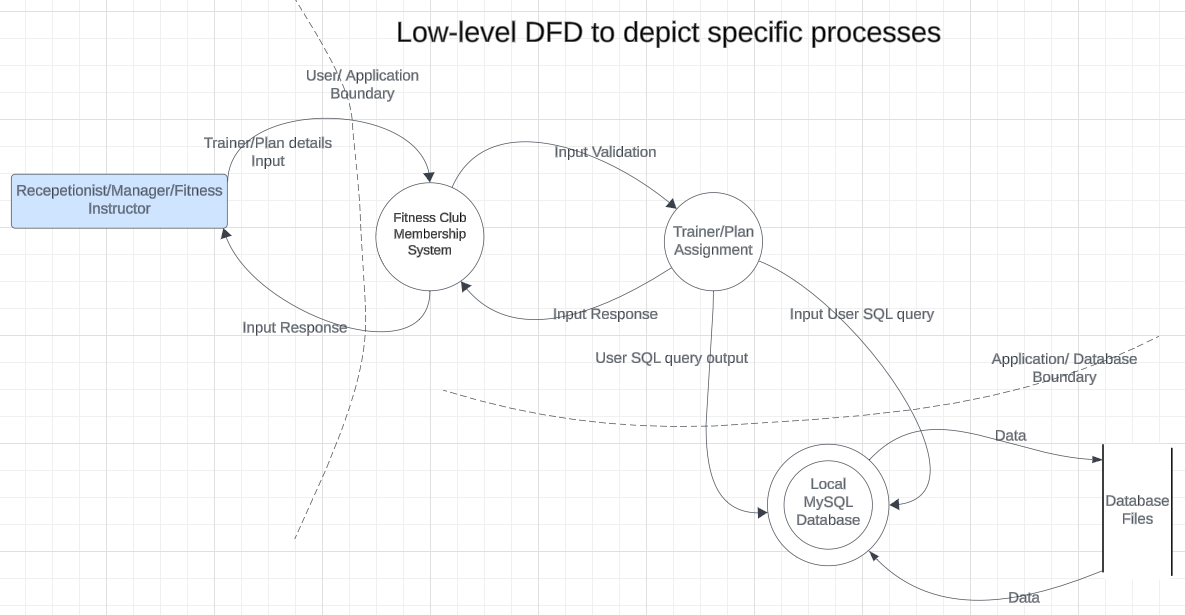 Low-level DFD to depict specific processes
User/ Application
Boundary
Trainer/Plan details
Input
Recepetionist/Manager/Fitness
Instructor
Fitness Club
Membership
System
Input Validation
Trainer/Plan
Assignment
Input Response
Input Response
Input User SQL query
User SQL query output
Application/ Database
Boundary
Data
Local
MySQL
Database
Database
Files
Data